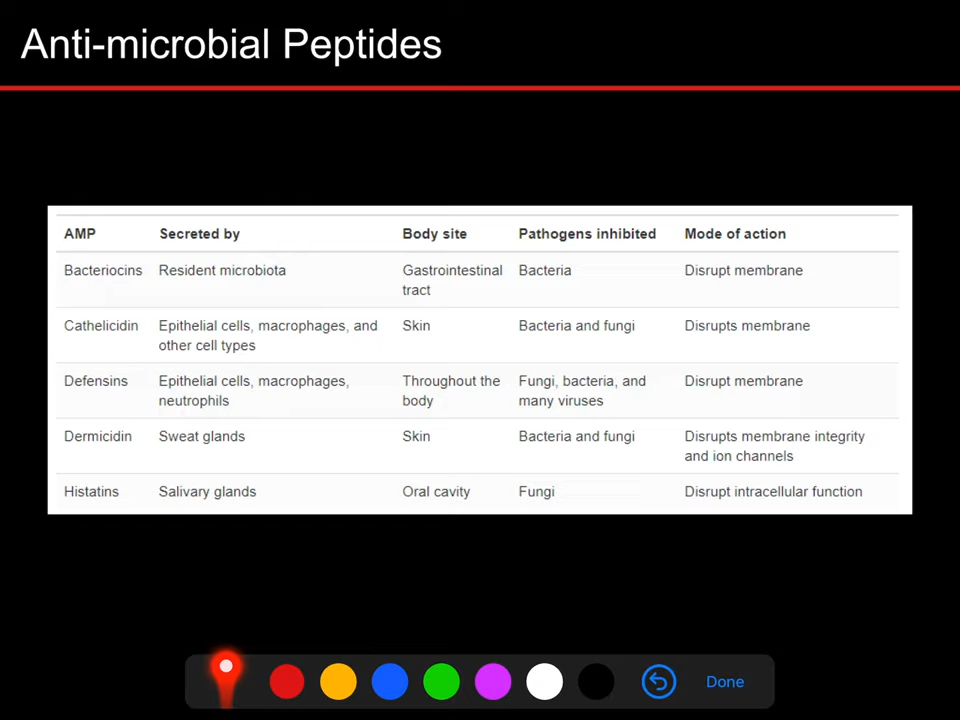 Anti-microbial Peptides
AMP Secreted by Body site Pathogens inhibited Mode of action
Bacteriocins Resident microbiota Gastrointestinal Bacteria Disrupt membrane
tract
Cathelicidin Epithelial cells, macrophages, and Skin Bacteria and fungi Disrupts membrane
other cell types
Defensins Epithelial cells, macrophages, Throughout the Fungi, bacteria, and Disrupt membrane
neutrophils body many viruses
Dermicidin Sweat glands Skin Bacteria and fungi Disrupts membrane integrity
and ion channels
Histatins Salivary glands Oral cavity Fungi Disrupt intracellular function
Done